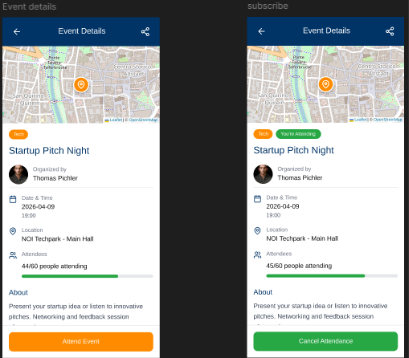 Event details
Event Details
Tech
Startup Pitch Night
Organized by
Thomas Pichler
Date & Time
2026-04-09
19:00
Location
NOI Techpark - Main Hall
Attendees
44/60 people attending
About
Present your startup idea or listen to innovative
pitches. Networking and feedback session
Attend Event
subscribe
Event Details
Tech
You're Attending
Startup Pitch Night
Organized by
Thomas Pichler
Date & Time
2026-04-09
19:00
Location
NOI Techpark - Main Hall
Attendees
45/60 people attending
About
Present your startup idea or listen to innovative
pitches. Networking and feedback session
Cancel Attendance